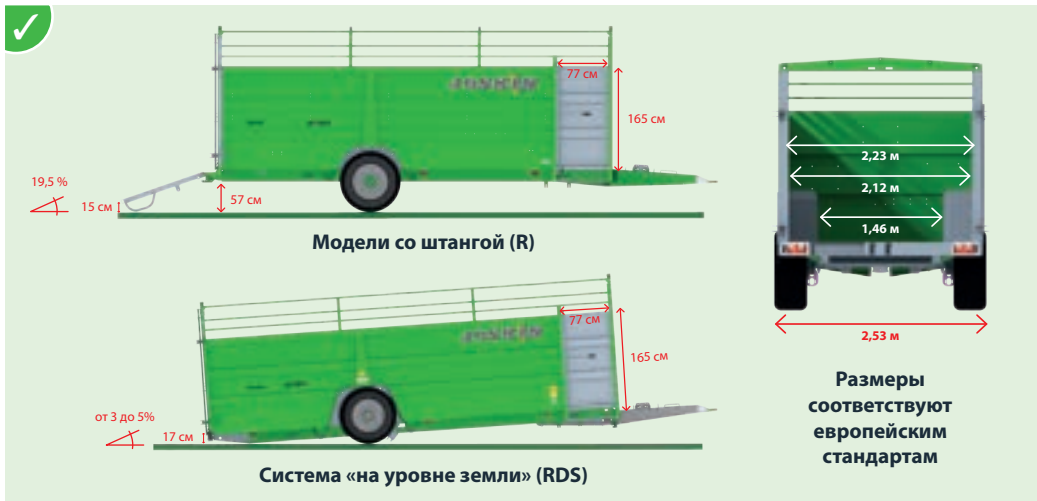 77 см
165 см
19,5 %
15 см
57 см
Модели со штангой (R)
77 см
165 см
от 3 до 5%
17 см
Система «на уровне земли» (RDS)
2,23 м
2,12 м
1,46 м
2,53 м
Размеры
соответствуют
европейским
стандартам